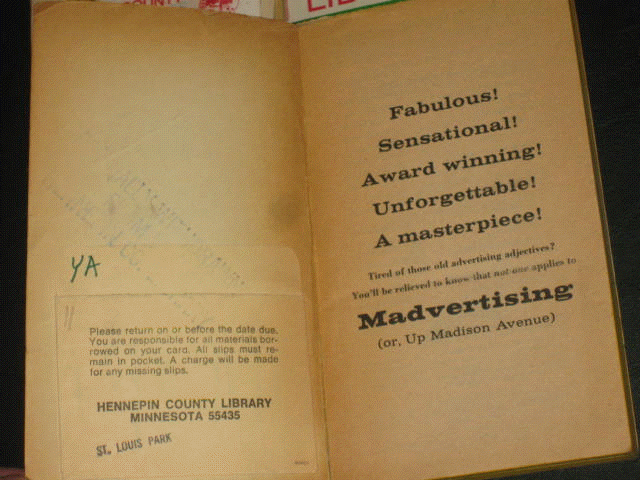 COUNTY
YA
Please return on or before the date due.
You are responsible for all materials bor-
rowed on your card. All slips must re-
main in pocket. A charge will be made
for any missing slips.
HENNEPIN COUNTY LIBRARY
MINNESOTA 55435
ST. LOUIS PARK
Fabulous!
Sensational!
Award winning!
Unforgettable!
A masterpiece!
Tired of those old advertising adjectives?
You'll be relieved to know that not one applies to
Madvertising
(or, Up Madison Avenue)